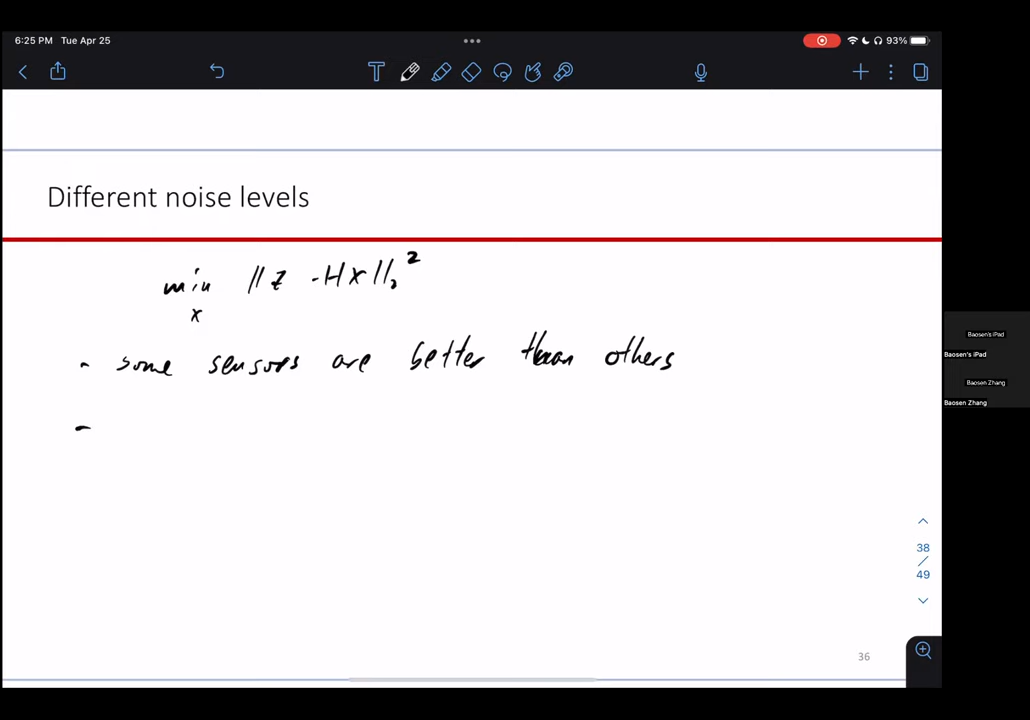 6:25 PM Tue Apr 25
93%
Different noise levels
min ||z - Hx||₂²
x
- some sensors are better than others
-
Baosen's iPad
Baosen's iPad
Baosen Zhang
Baosen Zhang
38
/
49
36